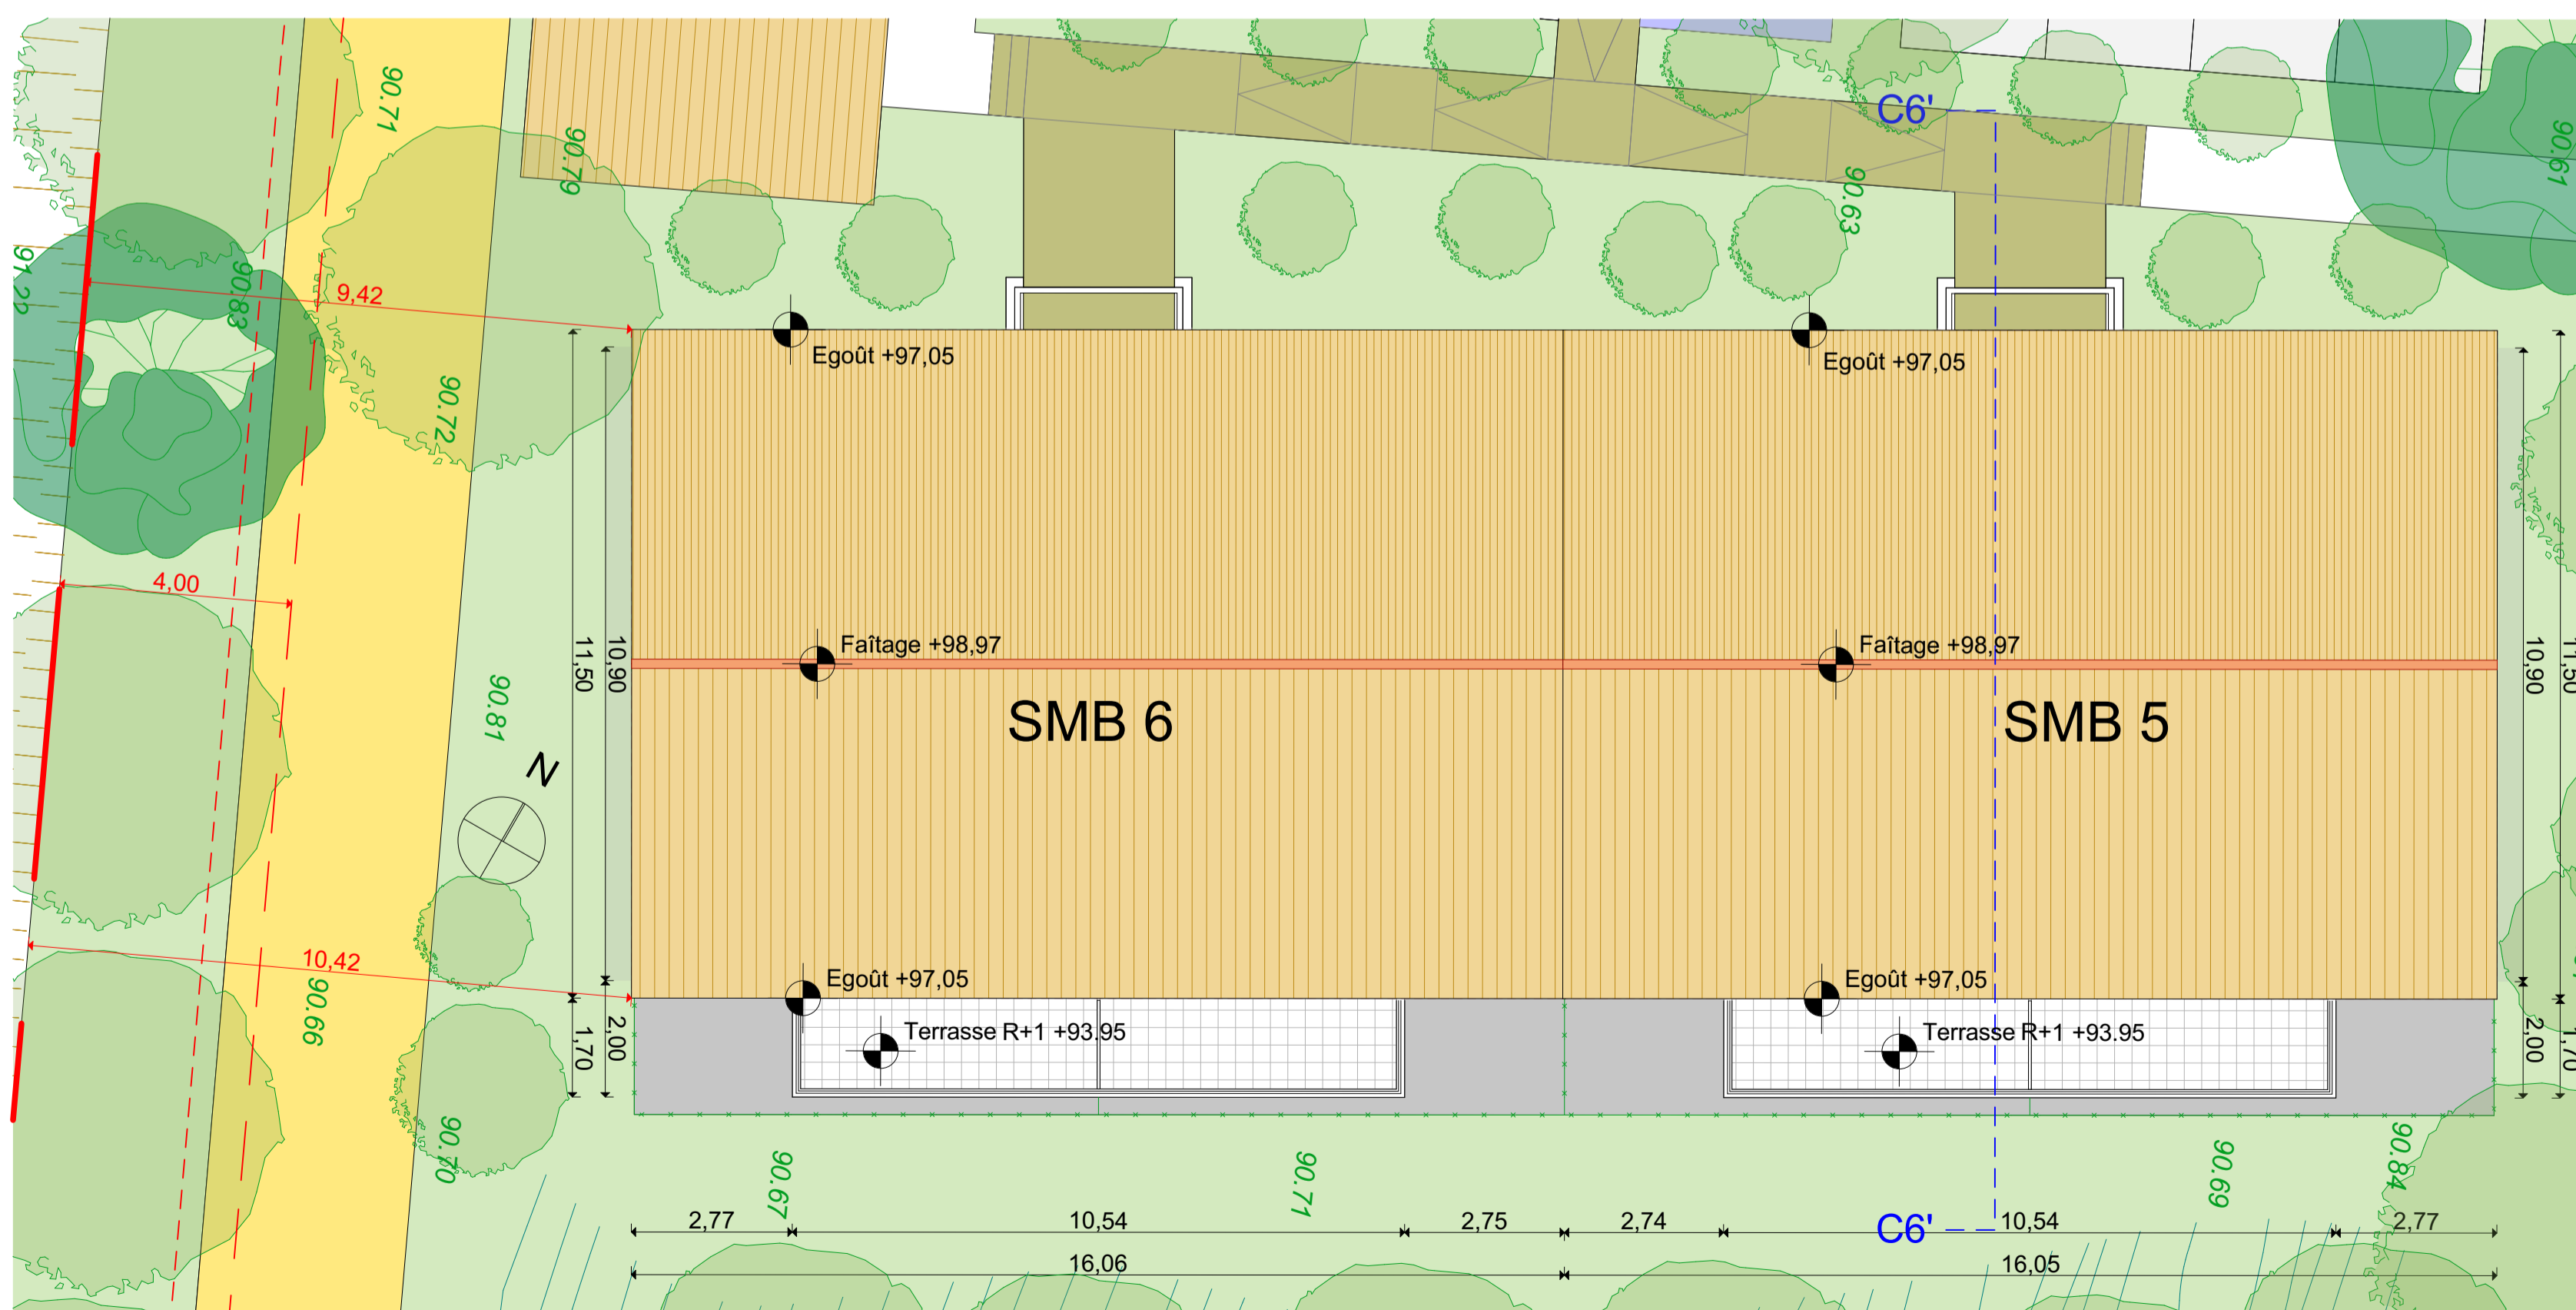 90.71
90.79
C6'
90.61
90.63
91.22
90.83
9,42
Egoût +97,05
Egoût +97,05
90.72
4,00
11,50
10,90
Faîtage +98,97
Faîtage +98,97
10,90
11,50
90.81
SMB 6
SMB 5
N
10,42
Egoût +97,05
Egoût +97,05
90.66
1,70
2,00
Terrasse R+1 +93.95
Terrasse R+1 +93.95
2,00
1,70
90.70
90.67
90.71
90.69
90.84
2,77
10,54
2,75
2,74
C6'
10,54
2,77
16,06
16,05